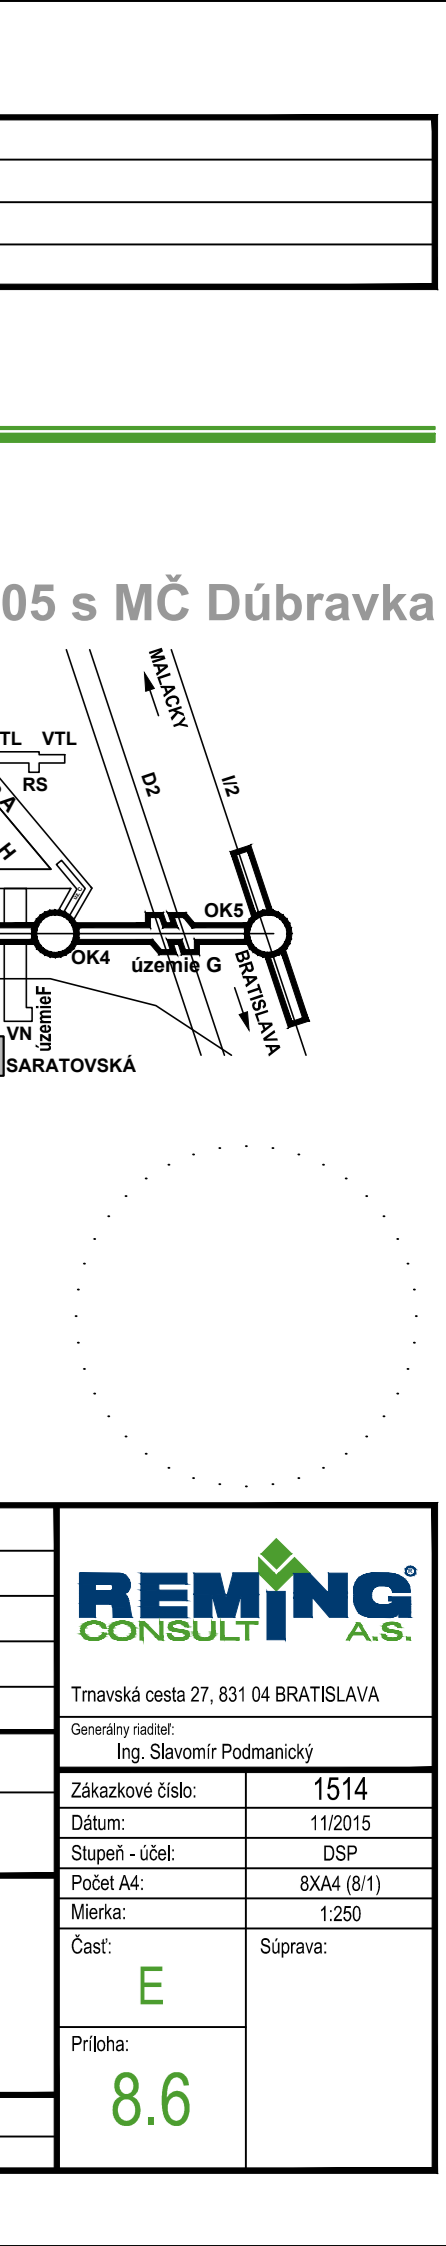 05 s MČ Dúbravka
MALACKY
TL VTL
D2
I/2
RS
A
H
OK5
OK4
územie G
BRATISLAVA
územieF
VN
SARATOVSKÁ
REMING
CONSULT A.S.
Trnavská cesta 27, 831 04 BRATISLAVA
Generálny riaditeľ:
Ing. Slavomír Podmanický
Zákazkové číslo: 1514
Dátum: 11/2015
Stupeň - účel: DSP
Počet A4: 8XA4 (8/1)
Mierka: 1:250
Časť: Súprava:
E
Príloha:
8.6